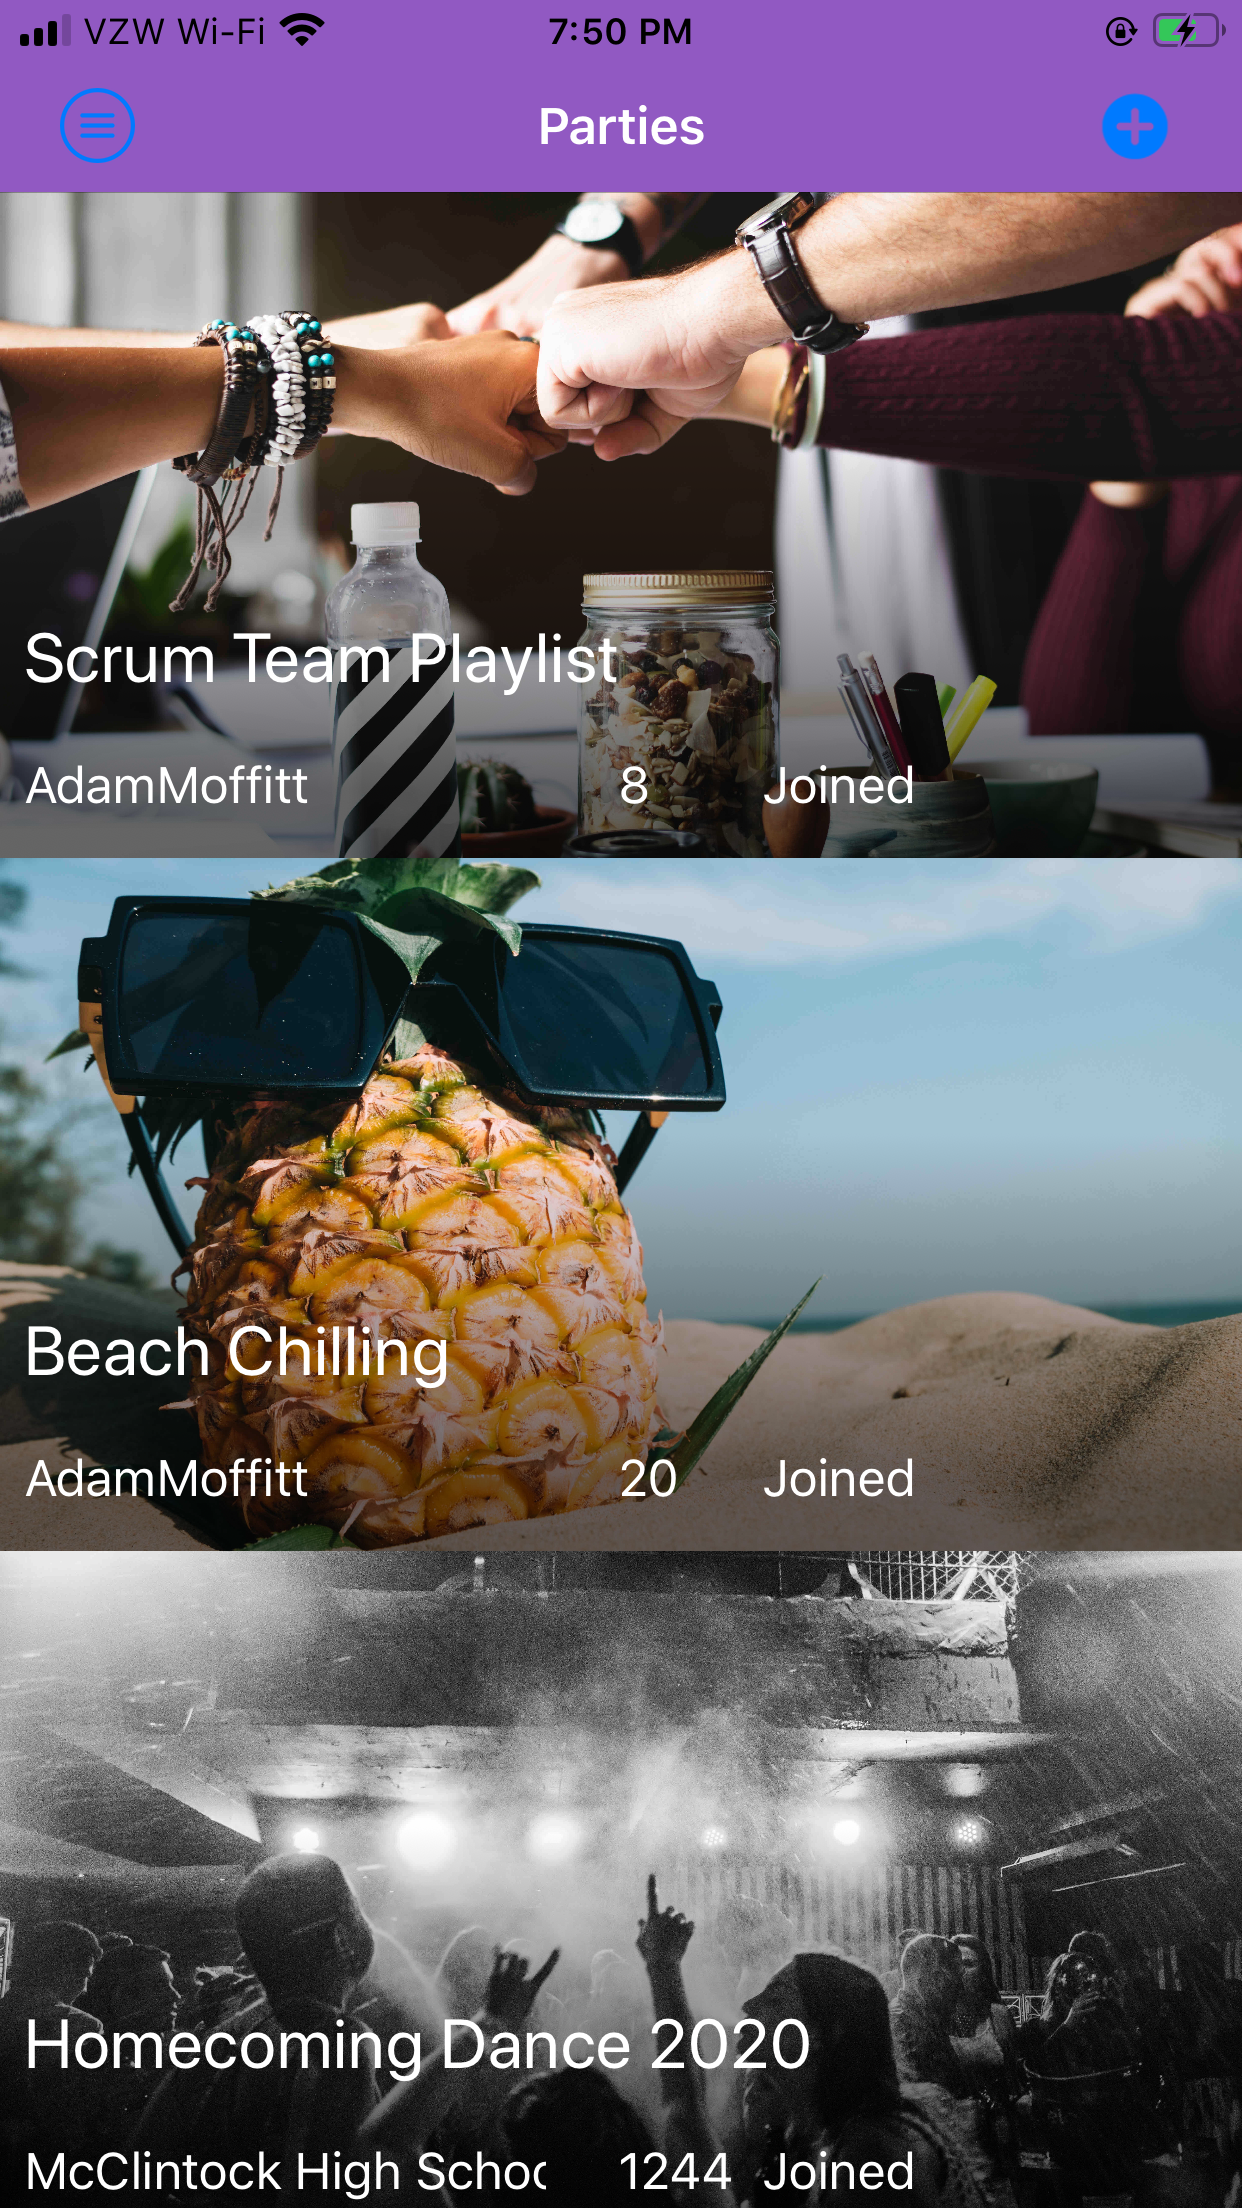 VZW Wi-Fi 7:50 PM
Parties
Scrum Team Playlist
AdamMoffitt 8 Joined
Beach Chilling
AdamMoffitt 20 Joined
Homecoming Dance 2020
McClintock High Schoo 1244 Joined